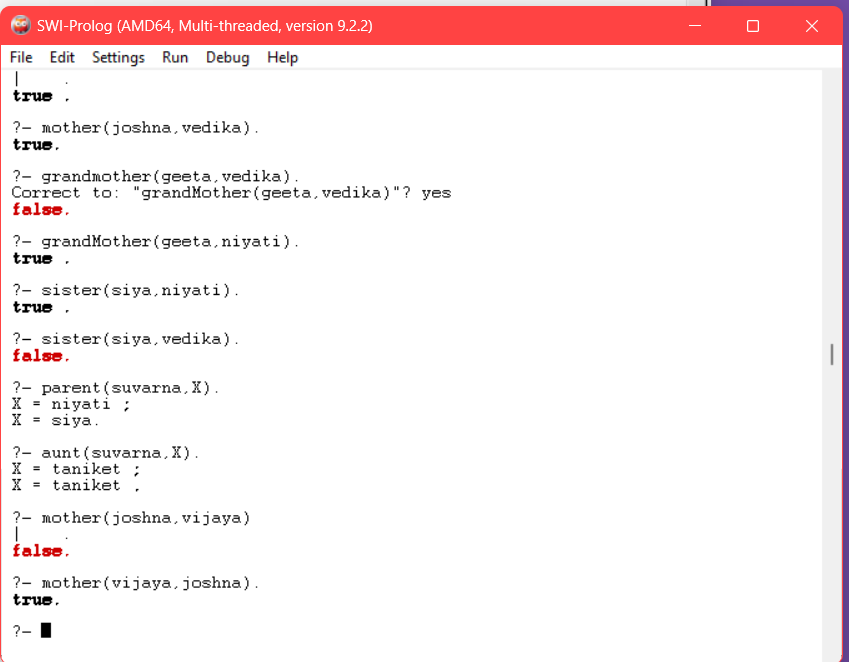 SWI-Prolog (AMD64, Multi-threaded, version 9.2.2)
File Edit Settings Run Debug Help
|     .
true .
?- mother(joshna,vedika).
true.
?- grandmother(geeta,vedika).
Correct to: "grandMother(geeta,vedika)"? yes
false.
?- grandMother(geeta,niyati).
true .
?- sister(siya,niyati).
true .
?- sister(siya,vedika).
false.
?- parent(suvarna,X).
X = niyati ;
X = siya.
?- aunt(suvarna,X).
X = taniket ;
X = taniket .
?- mother(joshna,vijaya)
|     .
false.
?- mother(vijaya,joshna).
true.
?-